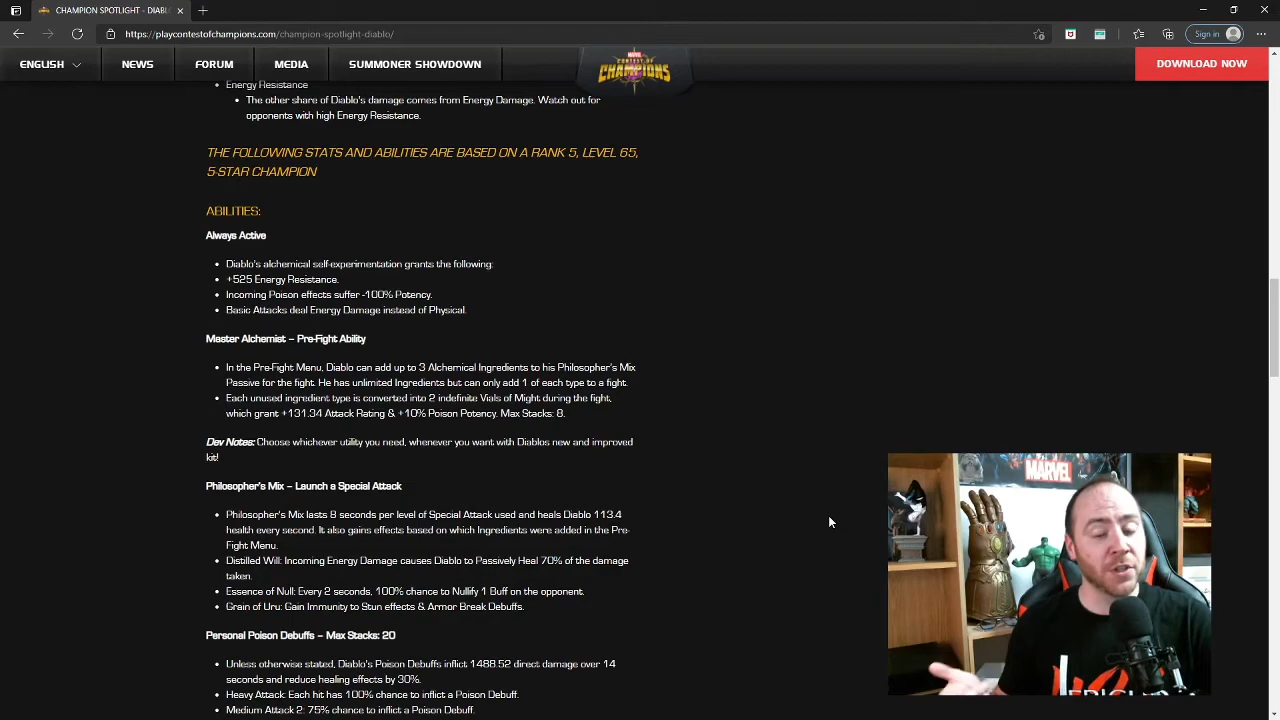 CHAMPION SPOTLIGHT - DIABL
https://playcontestofchampions.com/champion-spotlight-diablo/
Sign in
ENGLISH
NEWS
FORUM
MEDIA
SUMMONER SHOWDOWN
MARVEL
CONTEST OF
CHAMPIONS
DOWNLOAD NOW
Energy Resistance
The other share of Diablo's damage comes from Energy Damage. Watch out for
opponents with high Energy Resistance.
THE FOLLOWING STATS AND ABILITIES ARE BASED ON A RANK 5, LEVEL 65,
5-STAR CHAMPION
ABILITIES:
Always Active
Diablo's alchemical self-experimentation grants the following:
+525 Energy Resistance.
Incoming Poison effects suffer -100% Potency.
Basic Attacks deal Energy Damage instead of Physical.
Master Alchemist – Pre-Fight Ability
In the Pre-Fight Menu, Diablo can add up to 3 Alchemical Ingredients to his Philosopher's Mix
Passive for the fight. He has unlimited Ingredients but can only add 1 of each type to a fight.
Each unused ingredient type is converted into 2 indefinite Vials of Might during the fight,
which grant +131.34 Attack Rating & +10% Poison Potency. Max Stacks: 8.
Dev Notes: Choose whichever utility you need, whenever you want with Diablos new and improved
kit!
Philosopher's Mix – Launch a Special Attack
Philosopher's Mix lasts 8 seconds per level of Special Attack used and heals Diablo 113.4
health every second. It also gains effects based on which Ingredients were added in the Pre-
Fight Menu.
Distilled Will: Incoming Energy Damage causes Diablo to Passively Heal 70% of the damage
taken.
Essence of Null: Every 2 seconds, 100% chance to Nullify 1 Buff on the opponent.
Grain of Uru: Gain Immunity to Stun effects & Armor Break Debuffs.
Personal Poison Debuffs – Max Stacks: 20
Unless otherwise stated, Diablo's Poison Debuffs inflict 1488.52 direct damage over 14
seconds and reduce healing effects by 30%.
Heavy Attack: Each hit has 100% chance to inflict a Poison Debuff.
Medium Attack 2: 75% chance to inflict a Poison Debuff.
MARVEL